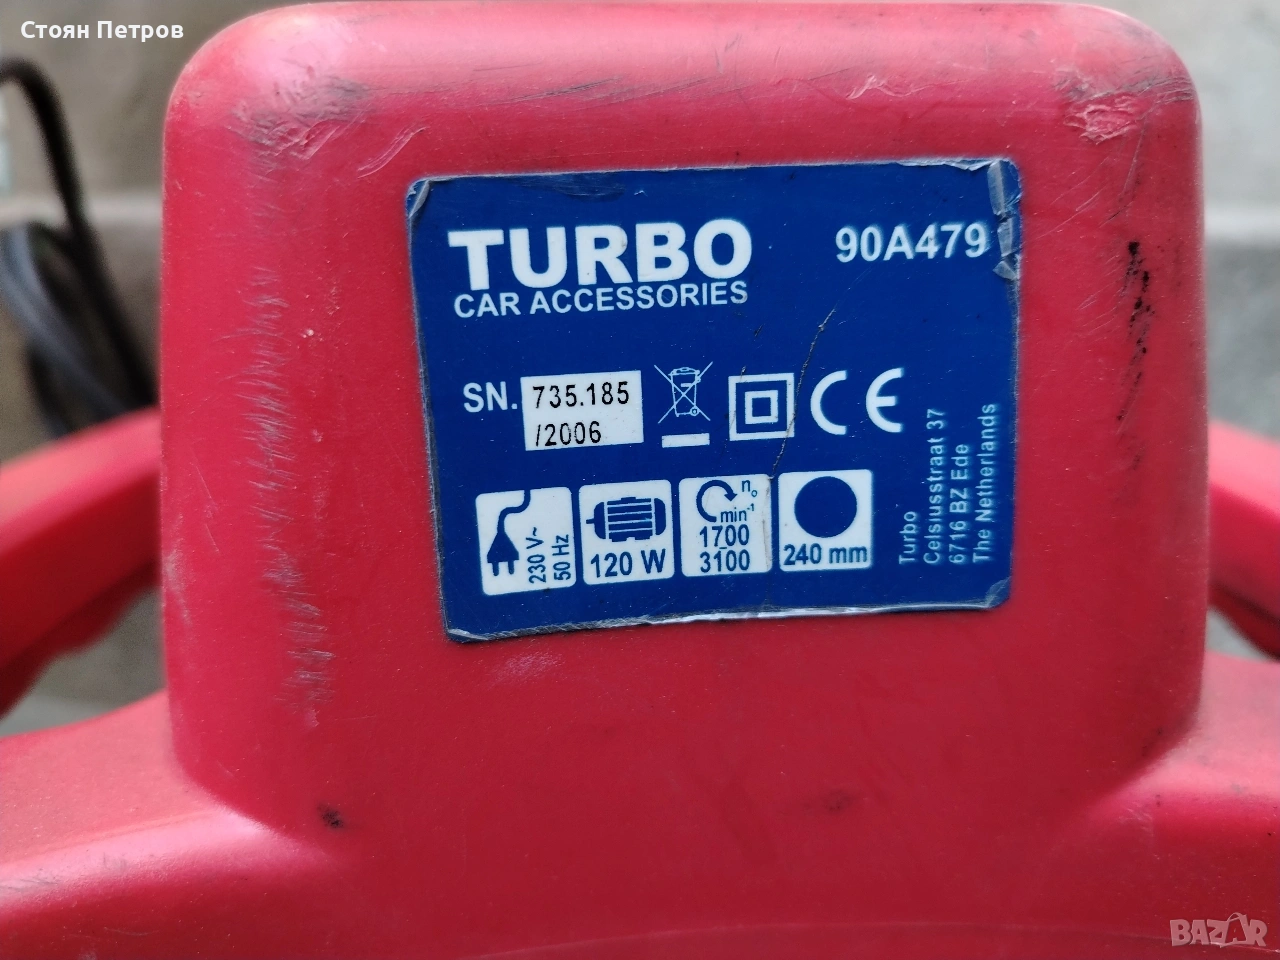 Стоян Петров
TURBO
CAR ACCESSORIES
90A479
SN. 735.185
/2006
CE
230 V~
50 Hz
120 W
n₀
min⁻¹
1700
3100
240 mm
Turbo
Celsiusstraat 37
6716 BZ Ede
The Netherlands
BAZAR